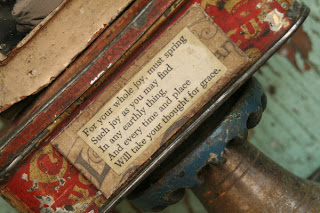 For your whole joy, must spring
Such joy as you may find
In any earthly thing,
And every time and place
Will take your thought for grace.